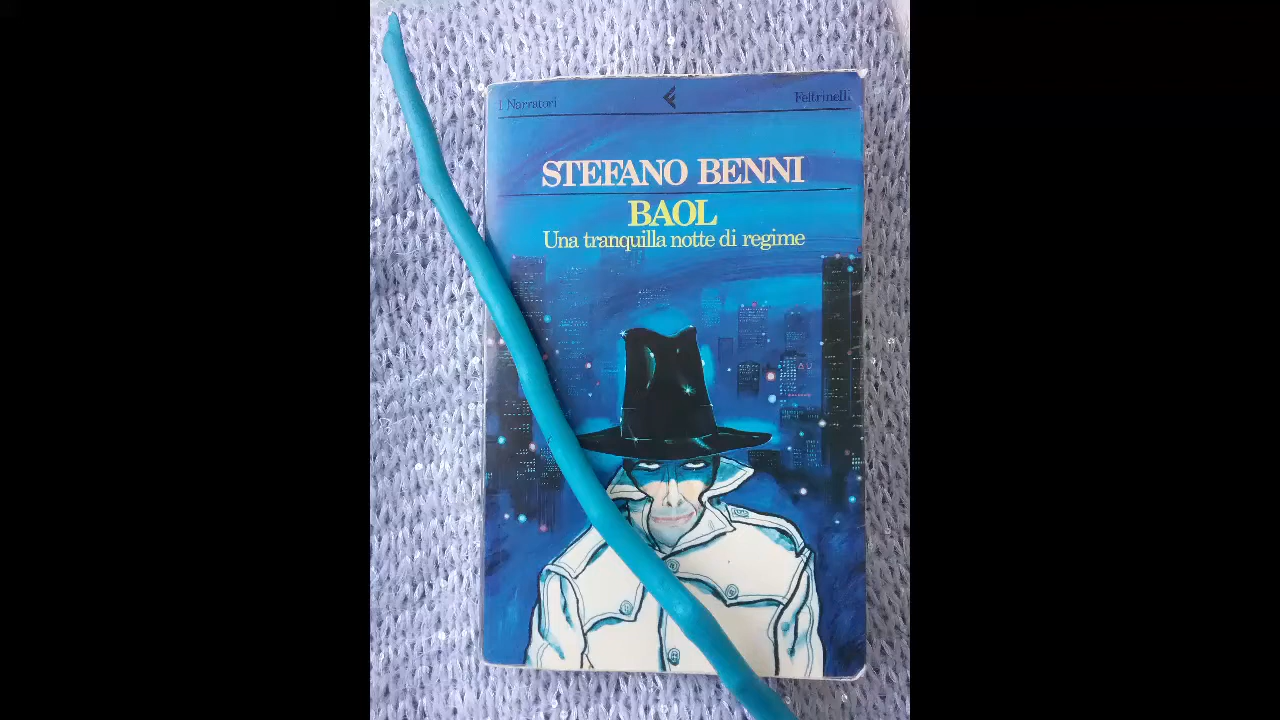 I Narratori Feltrinelli
STEFANO BENNI
BAOL
Una tranquilla notte di regime